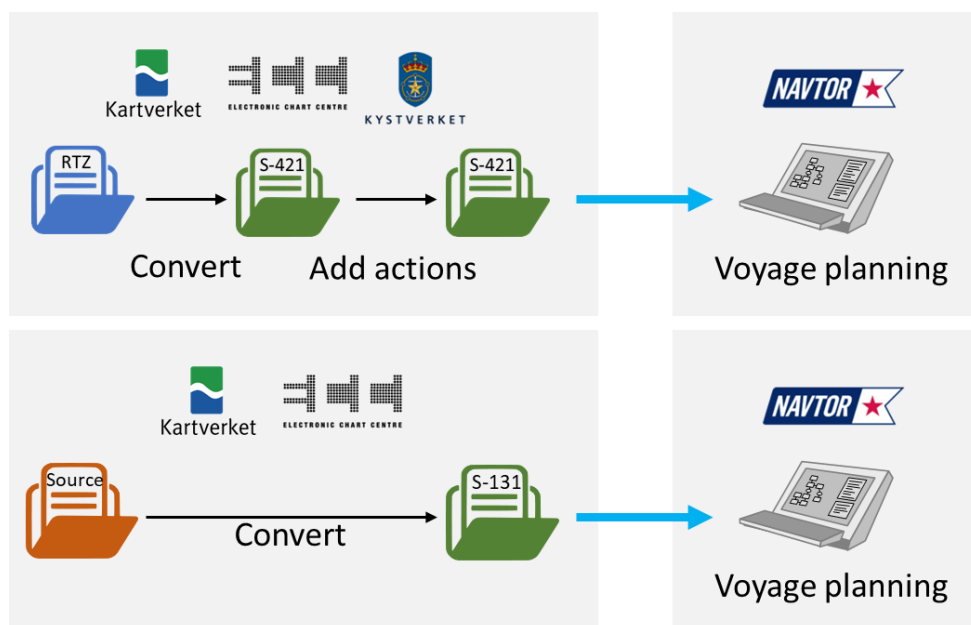 Kartverket
ELECTRONIC CHART CENTRE
KYSTVERKET
NAVTOR
RTZ
S-421
S-421
Convert
Add actions
Voyage planning
Kartverket
ELECTRONIC CHART CENTRE
NAVTOR
Source
S-131
Convert
Voyage planning